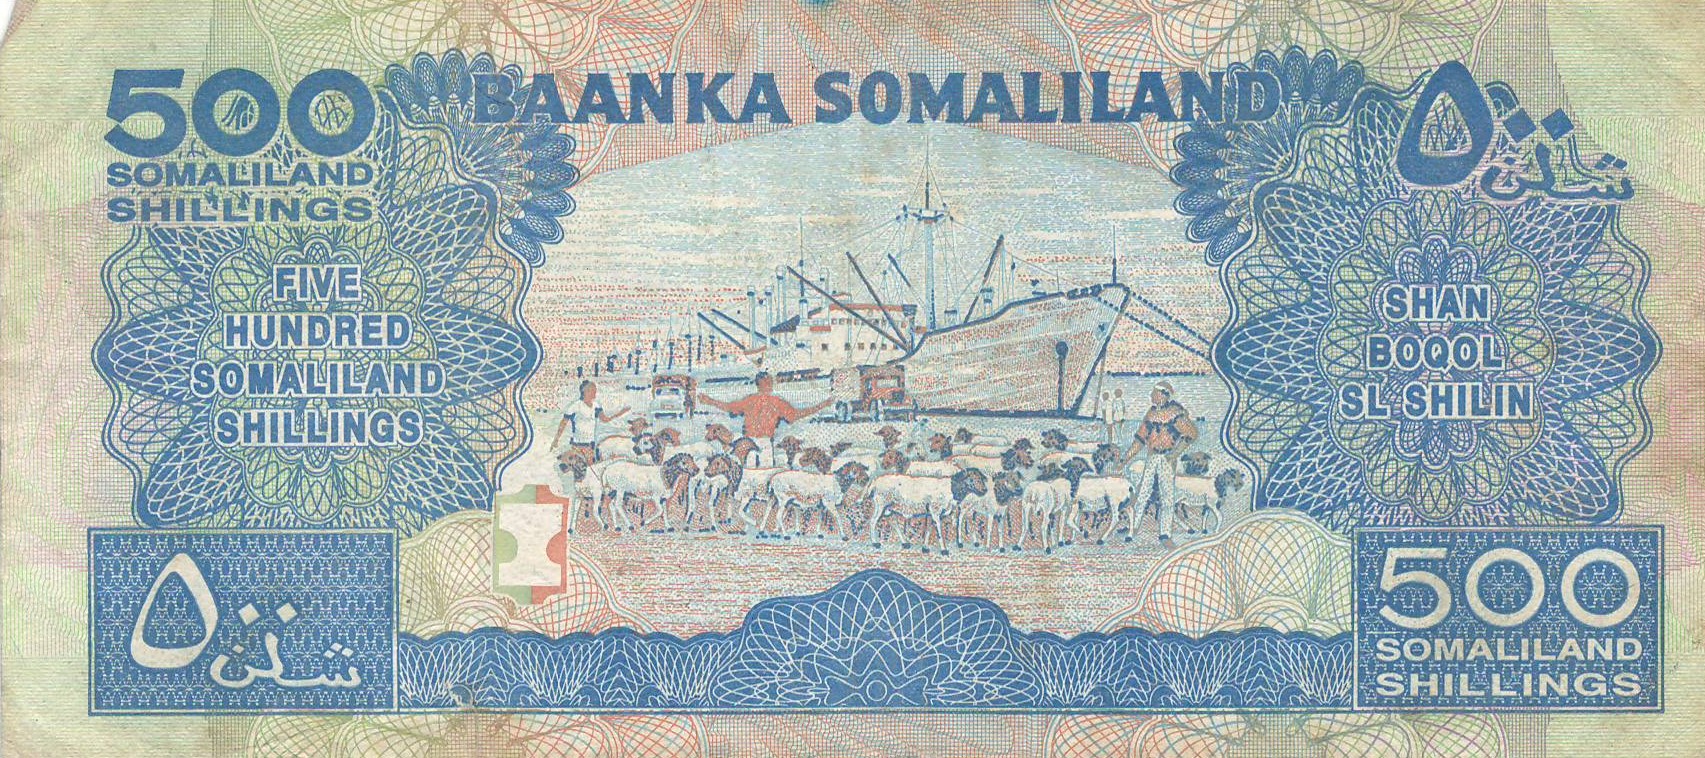 BAANKA SOMALILAND
500
SOMALILAND
SHILLINGS
٥٠٠
شلن
FIVE
HUNDRED
SOMALILAND
SHILLINGS
SHAN
BOQOL
SL SHILIN
٥٠٠
شلن
500
SOMALILAND
SHILLINGS